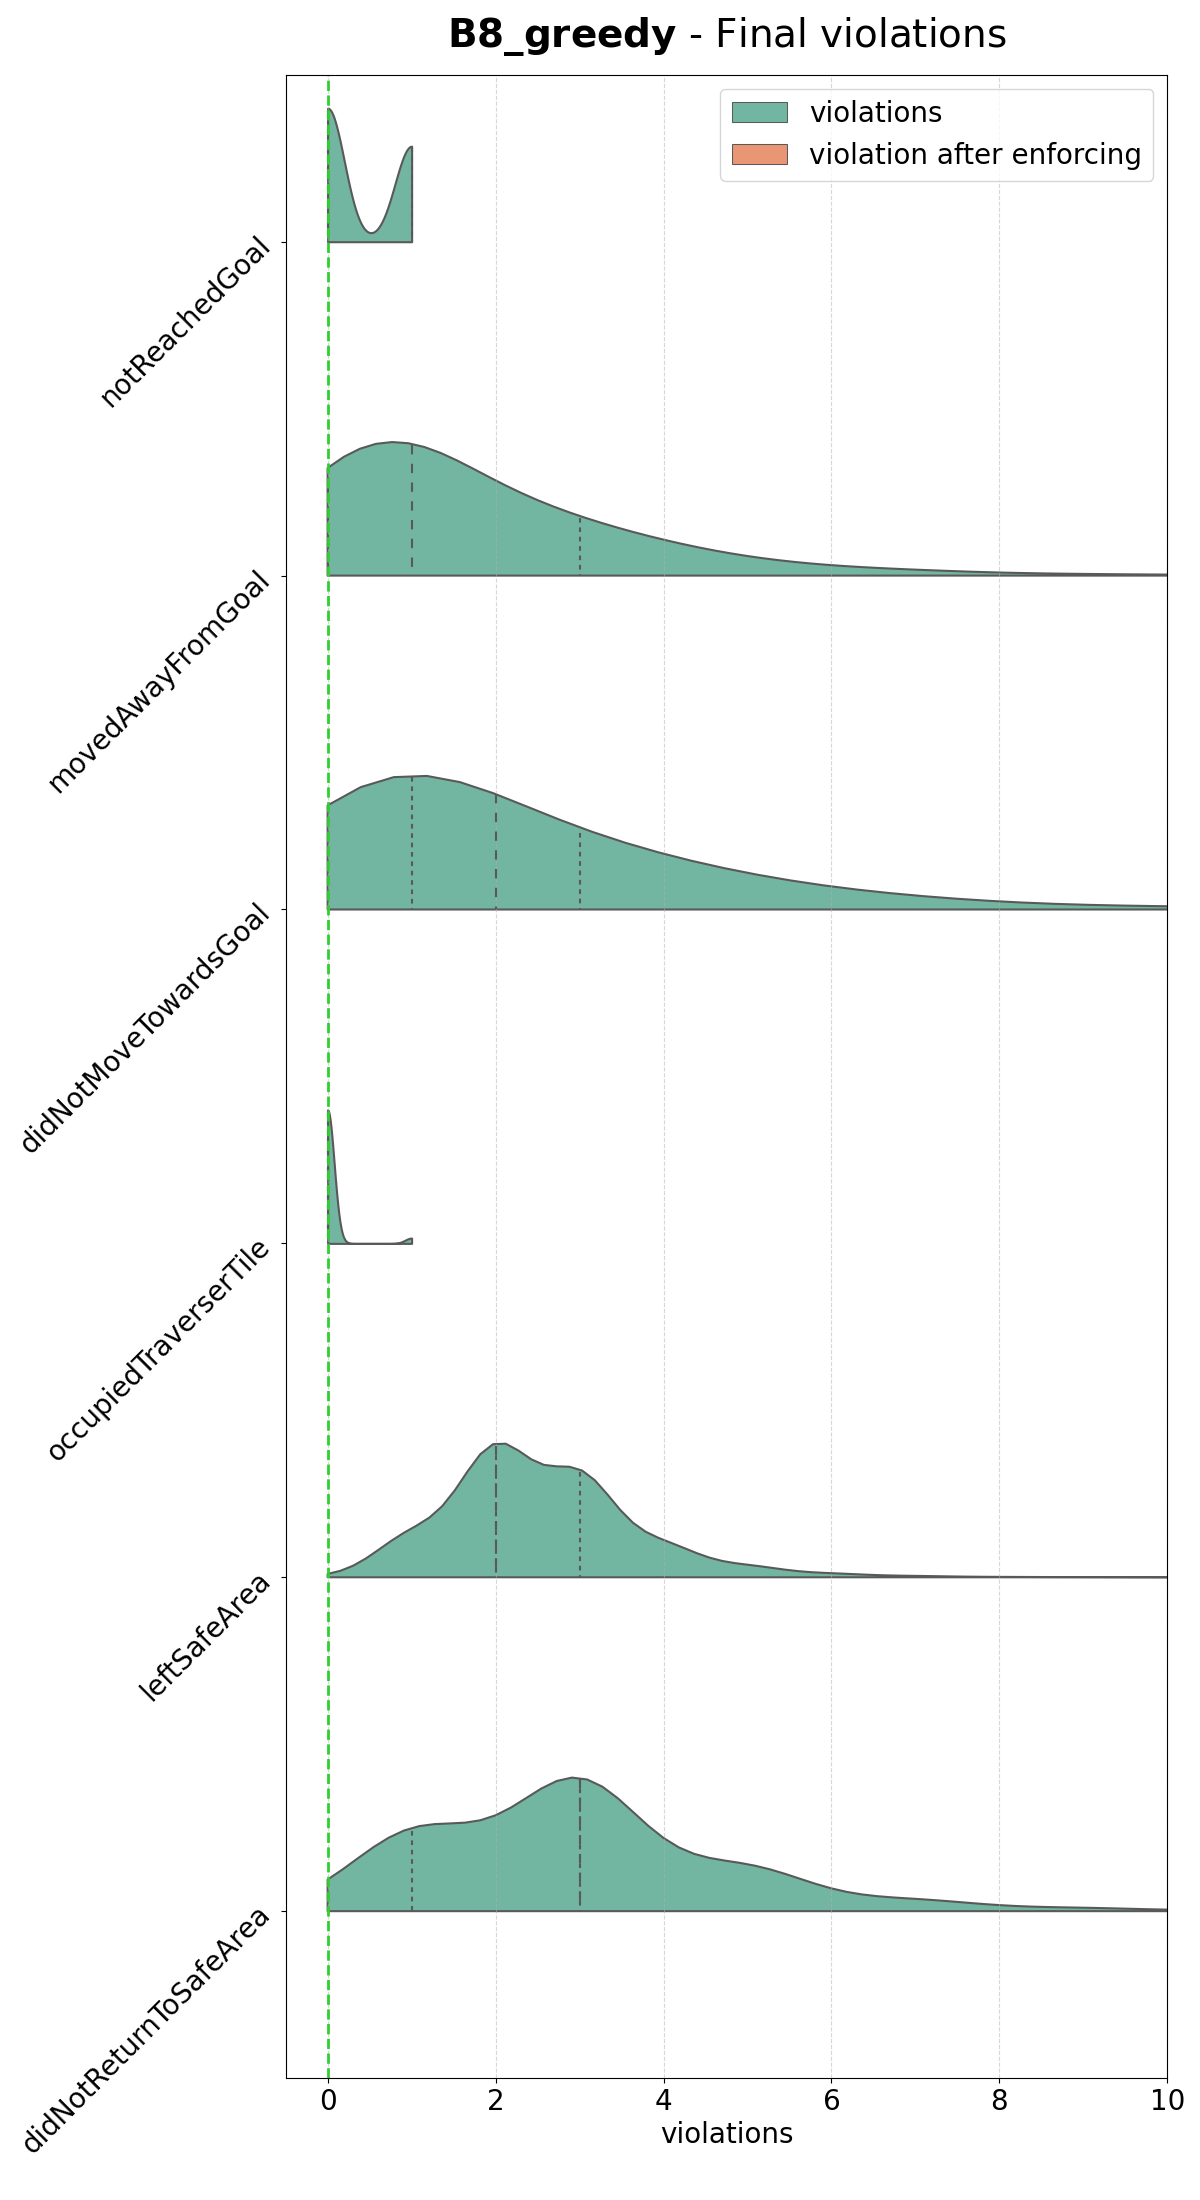 B8_greedy - Final violations
violations
violation after enforcing
notReachedGoal
movedAwayFromGoal
didNotMoveTowardsGoal
occupiedTraverserTile
leftSafeArea
didNotReturnToSafeArea
0 2 4 6 8 10
violations